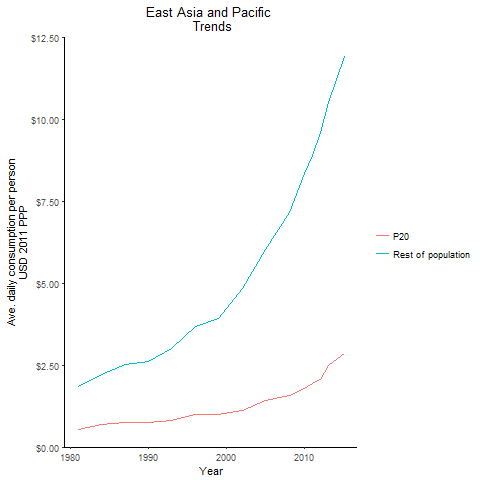 East Asia and Pacific
Trends
$12.50
$10.00
$7.50
$5.00
$2.50
$0.00
Ave. daily consumption per person
USD 2011 PPP
1980
1990
2000
2010
Year
P20
Rest of population